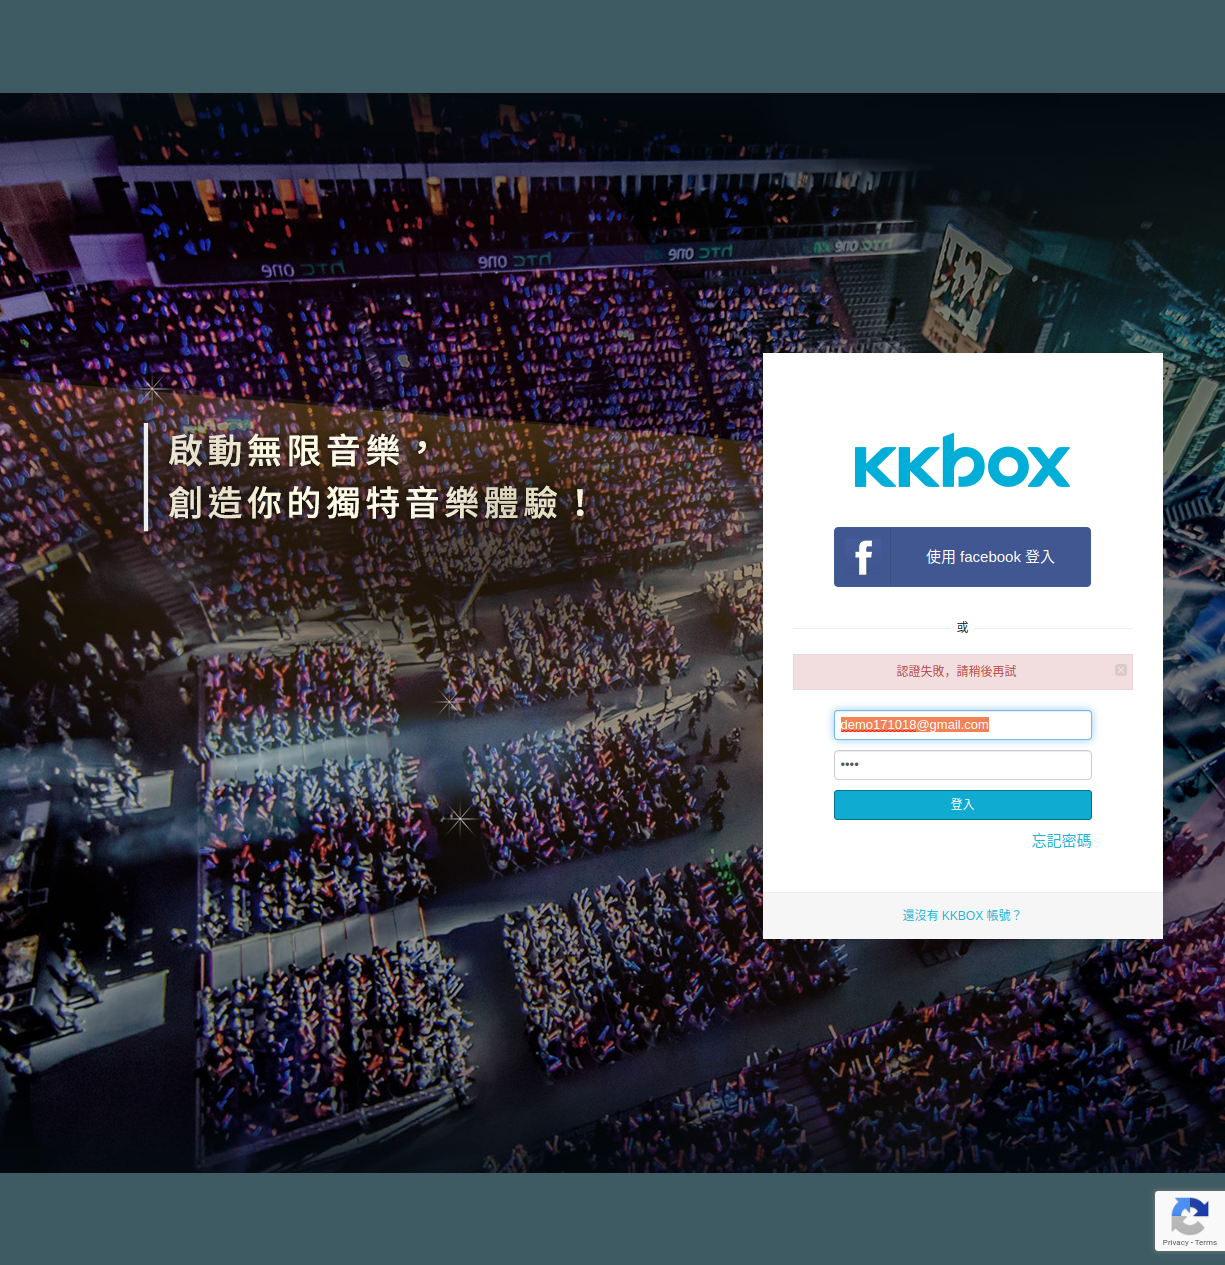 htc one
htc one
htc one
htc one
啟動無限音樂，
創造你的獨特音樂體驗！
KKBOX
f
使用 facebook 登入
或
認證失敗，請稍後再試
demo171018@gmail.com
••••
登入
忘記密碼
還沒有 KKBOX 帳號？
Privacy - Terms